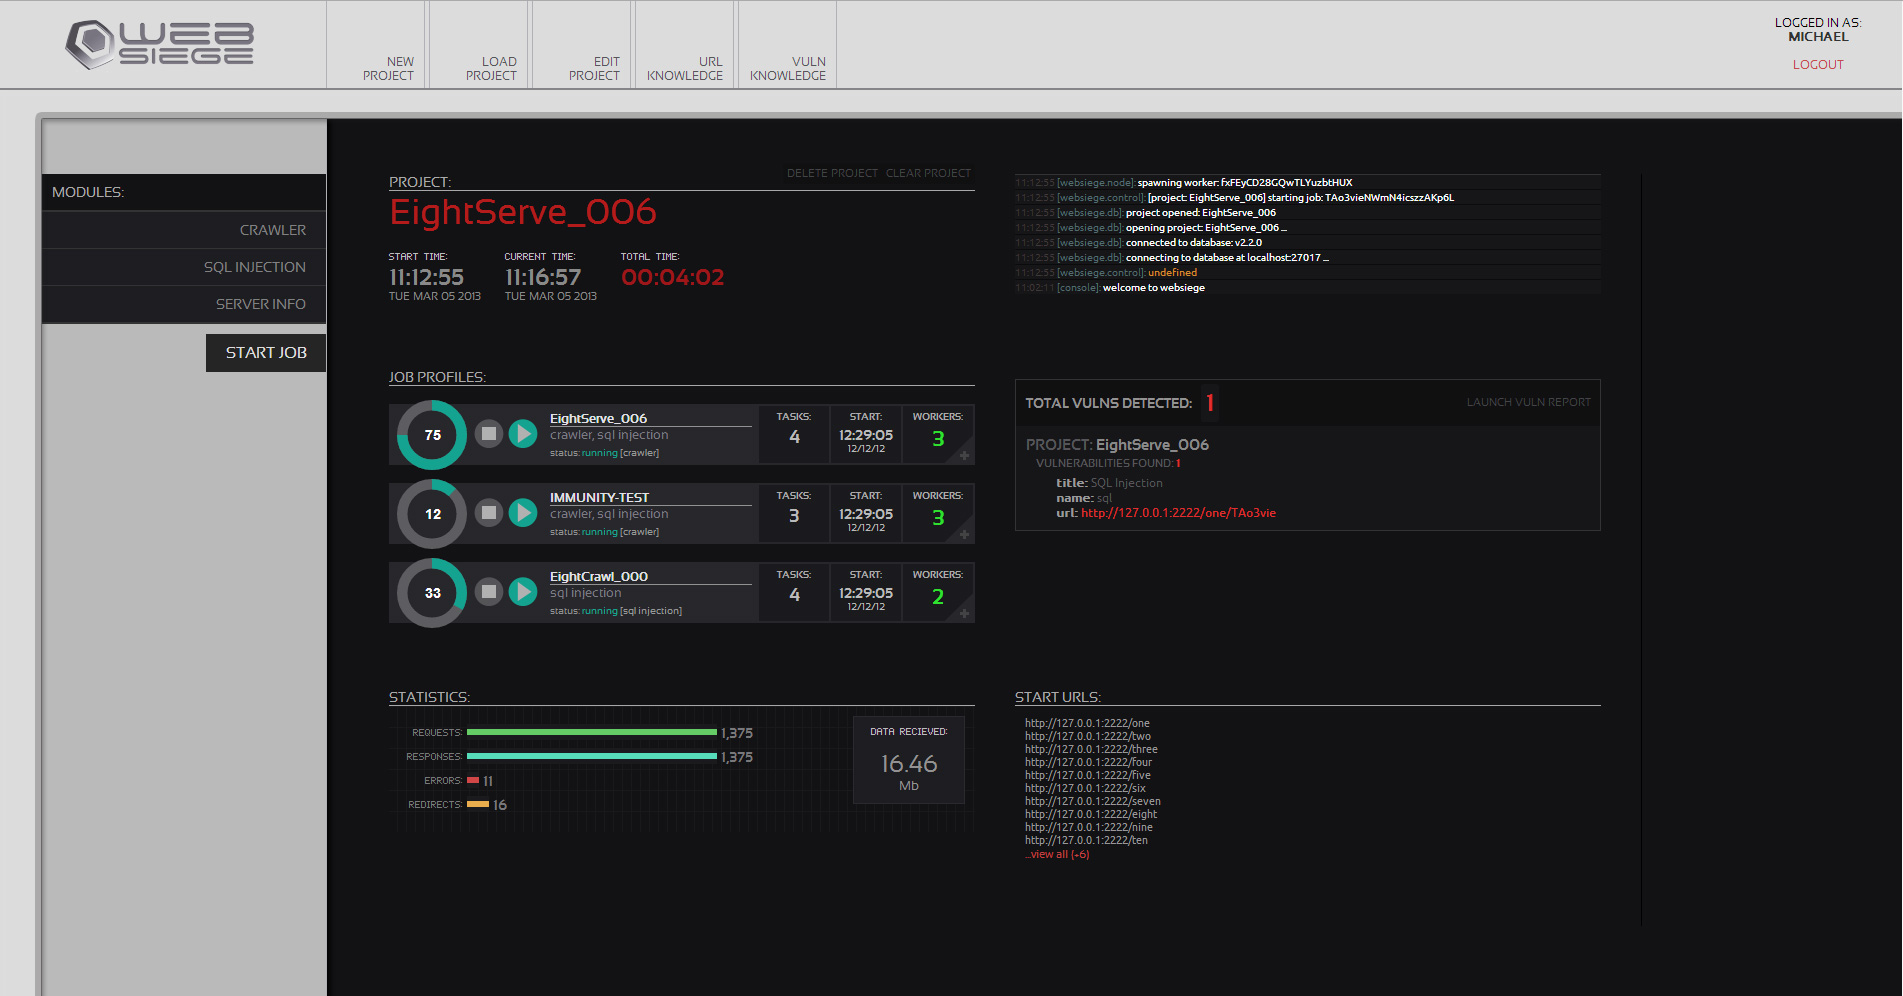 WEB
SIEGE
NEW
PROJECT
LOAD
PROJECT
EDIT
PROJECT
URL
KNOWLEDGE
VULN
KNOWLEDGE
LOGGED IN AS:
MICHAEL
LOGOUT
MODULES:
CRAWLER
SQL INJECTION
SERVER INFO
START JOB
PROJECT:
DELETE PROJECT CLEAR PROJECT
EightServe_006
START TIME:
11:12:55
TUE MAR 05 2013
CURRENT TIME:
11:16:57
TUE MAR 05 2013
TOTAL TIME:
00:04:02
11:12:55 [websiege.node]: spawning worker: fxFEyCD28GQwTLYuzbtHUX
11:12:55 [websiege.control]: [project: EightServe_006] starting job: TAo3vieNWmN4icszzAKp6L
11:12:55 [websiege.db]: project opened: EightServe_006
11:12:55 [websiege.db]: opening project: EightServe_006 ...
11:12:55 [websiege.db]: connected to database: v2.2.0
11:12:55 [websiege.db]: connecting to database at localhost:27017 ...
11:12:55 [websiege.control]: undefined
11:02:11 [console]: welcome to websiege
JOB PROFILES:
75
EightServe_006
crawler, sql injection
status: running [crawler]
TASKS:
4
START:
12:29:05
12/12/12
WORKERS:
3
+
12
IMMUNITY-TEST
crawler, sql injection
status: running [crawler]
TASKS:
3
START:
12:29:05
12/12/12
WORKERS:
3
+
33
EightCrawl_000
sql injection
status: running [sql injection]
TASKS:
4
START:
12:29:05
12/12/12
WORKERS:
2
+
TOTAL VULNS DETECTED: 1
LAUNCH VULN REPORT
PROJECT: EightServe_006
VULNERABILITIES FOUND: 1
title: SQL Injection
name: sql
url: http://127.0.0.1:2222/one/TAo3vie
STATISTICS:
REQUESTS: 1,375
RESPONSES: 1,375
ERRORS: 11
REDIRECTS: 16
DATA RECIEVED:
16.46
Mb
START URLS:
http://127.0.0.1:2222/one
http://127.0.0.1:2222/two
http://127.0.0.1:2222/three
http://127.0.0.1:2222/four
http://127.0.0.1:2222/five
http://127.0.0.1:2222/six
http://127.0.0.1:2222/seven
http://127.0.0.1:2222/eight
http://127.0.0.1:2222/nine
http://127.0.0.1:2222/ten
...view all (+6)